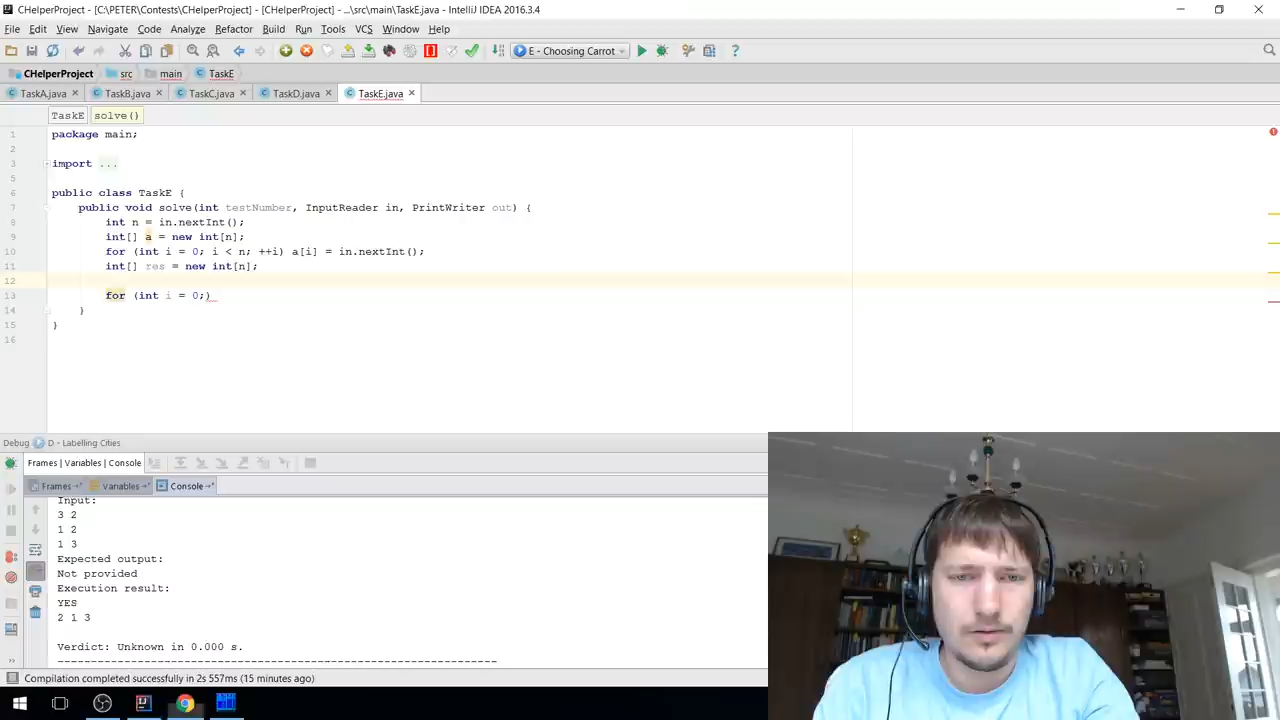 CHelperProject - [C:\PETER\Contests\CHelperProject] - [CHelperProject] - ...\src\main\TaskE.java - IntelliJ IDEA 2016.3.4
File Edit View Navigate Code Analyze Refactor Build Run Tools VCS Window Help
E - Choosing Carrot
CHelperProject src main TaskE
TaskA.java TaskB.java TaskC.java TaskD.java TaskE.java
TaskE solve()
1 package main;
2
3 import ...
5
6 public class TaskE {
7 public void solve(int testNumber, InputReader in, PrintWriter out) {
8 int n = in.nextInt();
9 int[] a = new int[n];
10 for (int i = 0; i < n; ++i) a[i] = in.nextInt();
11 int[] res = new int[n];
12
13 for (int i = 0;)
14 }
15 }
16
Debug D - Labelling Cities
Frames | Variables | Console
Frames Variables Console
Input:
3 2
1 2
1 3
Expected output:
Not provided
Execution result:
YES
2 1 3
Verdict: Unknown in 0.000 s.
------------------------------------------------------------------
Compilation completed successfully in 2s 557ms (15 minutes ago)